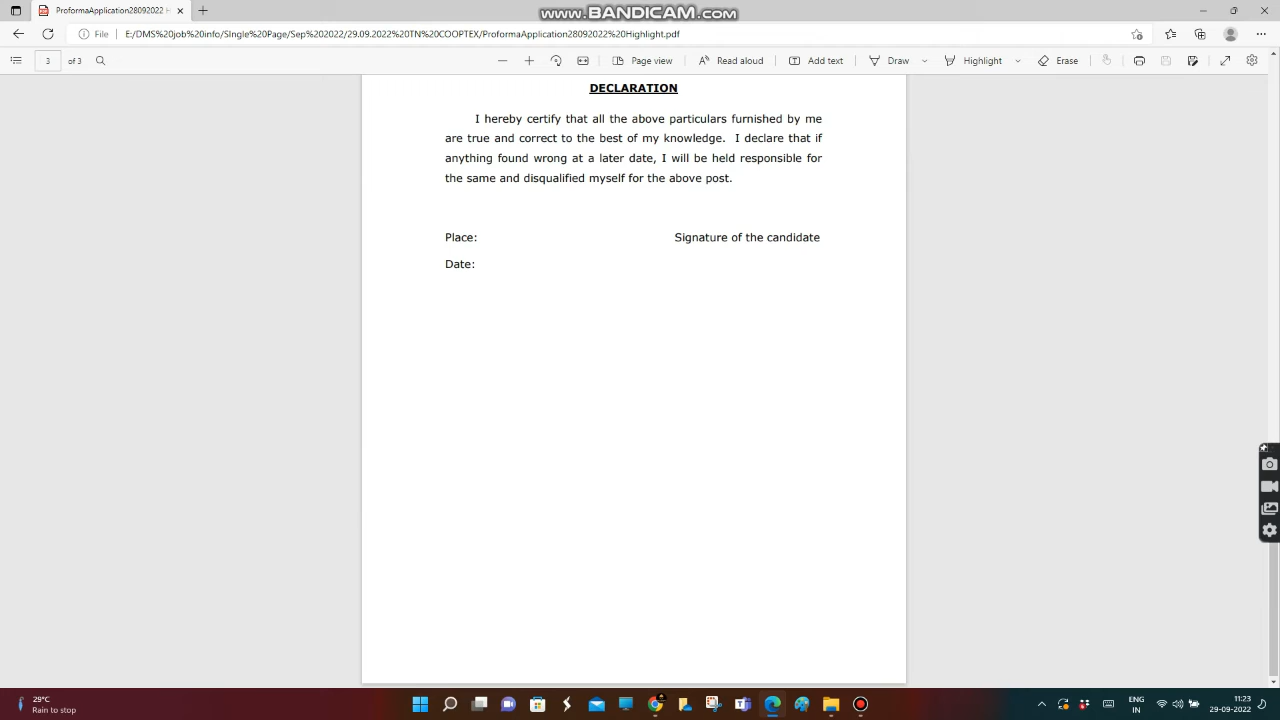 www.BANDICAM.com
ProformaApplication28092022 H
File
E:/DMS%20job%20info/SIngle%20Page/Sep%202022/29.09.2022%20TN%20COOPTEX/ProformaApplication28092022%20Highlight.pdf
3 of 3
Page view
Read aloud
Add text
Draw
Highlight
Erase
DECLARATION
I hereby certify that all the above particulars furnished by me
are true and correct to the best of my knowledge. I declare that if
anything found wrong at a later date, I will be held responsible for
the same and disqualified myself for the above post.
Place: Signature of the candidate
Date:
29°C
Rain to stop
ENG
IN
11:23
29-09-2022